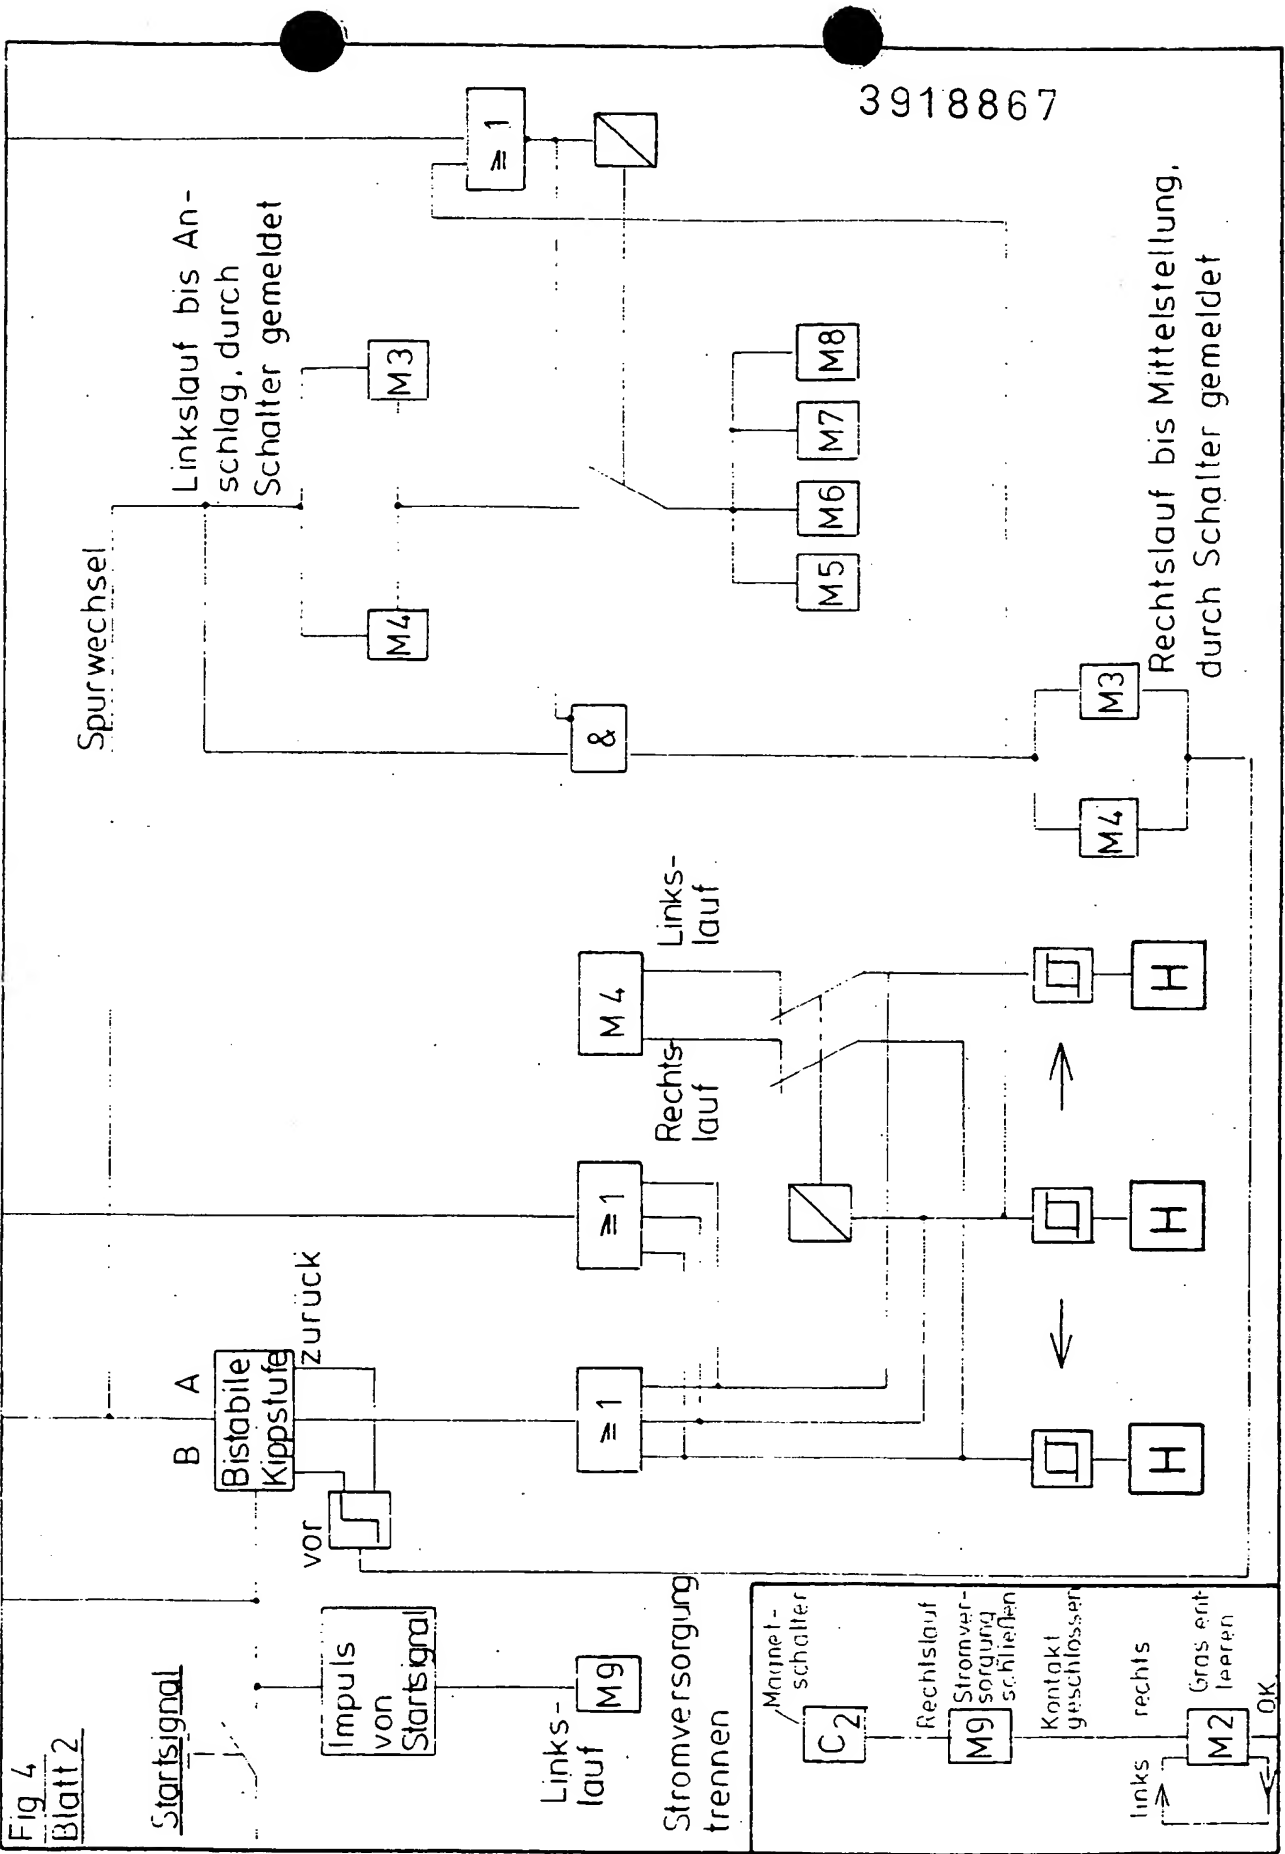 3918867
Fig 4
Blatt 2
Startsignal
Impuls
von
Startsignal
Links-
lauf
M9
Stromversorgung
trennen
B
A
Bistabile
Kippstufe
vor
zurück
≥1
≥1
M4
Rechts-
lauf
Links-
lauf
H
H
H
Spurwechsel
Linkslauf bis An-
schlag, durch
Schalter gemeldet
M4
M3
&
≥1
M5
M6
M7
M8
M4
M3
Rechtslauf bis Mittelstellung,
durch Schalter gemeldet
Magnet-
schalter
C2
Rechtslauf
M9
Stromver-
sorgung
schließen
Kontakt
geschlossen
rechts
links
M2
Gras ent-
leeren
OK